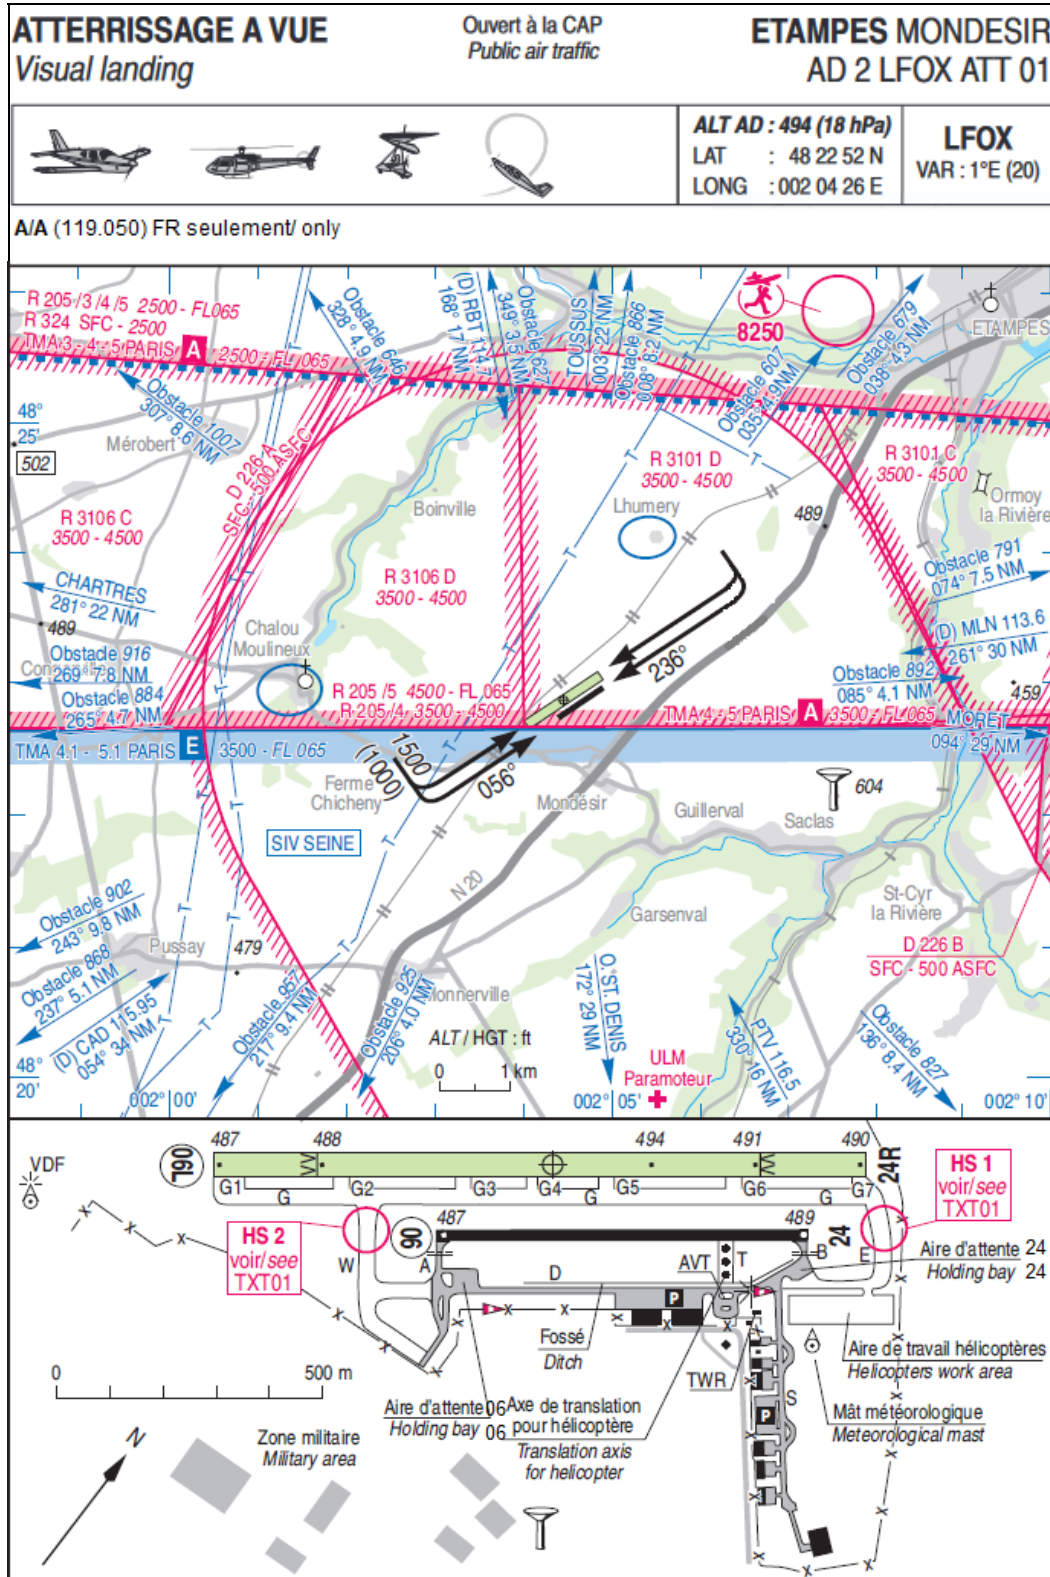 ATTERRISSAGE A VUE
Visual landing
Ouvert à la CAP
Public air traffic
ETAMPES MONDESIR
AD 2 LFOX ATT 01
ALT AD : 494 (18 hPa)
LAT : 48 22 52 N
LONG : 002 04 26 E
LFOX
VAR : 1°E (20)
A/A (119.050) FR seulement/ only
R 205 /3 /4 /5 2500 - FL065
R 324 SFC - 2500
TMA 3 - 4 - 5 PARIS A 2500 - FL 065
Obstacle 646
328° 4.9 NM
(D) RBT 114.7
168° 17 NM
Obstacle 627
349° 3.5 NM
TOUSSUS
003° 22 NM
Obstacle 866
008° 8.2 NM
8250
Obstacle 607
035° 4.9NM
Obstacle 679
038° 4.3 NM
ETAMPES
48°
25'
502
Mérobert
Obstacle 1007
307° 8.6 NM
D 226 A
SFC - 500 ASFC
R 3101 D
3500 - 4500
R 3101 C
3500 - 4500
Boinville
Lhumery
489
Ormoy
la Rivière
R 3106 C
3500 - 4500
R 3106 D
3500 - 4500
Obstacle 791
074° 7.5 NM
CHARTRES
281° 22 NM
489
Chalou
Moulineux
(D) MLN 113.6
261° 30 NM
Obstacle 916
269° 7.8 NM
Obstacle 884
265° 4.7 NM
236°
Obstacle 892
085° 4.1 NM
459
R 205 /5 4500 - FL 065
R 205 /4 3500 - 4500
TMA 4 - 5 PARIS A 3500 - FL 065
MORET
094° 29 NM
TMA 4.1 - 5.1 PARIS E 3500 - FL 065
1500
(1000)
056°
Ferme
Chicheny
Mondésir
Guillerval
Saclas
604
SIV SEINE
N 20
St-Cyr
la Rivière
Garsenval
Obstacle 902
243° 9.8 NM
Pussay
479
D 226 B
SFC - 500 ASFC
Obstacle 868
237° 5.1 NM
(D) CAD 115.95
054° 34 NM
Obstacle 957
217° 9.4 NM
Obstacle 925
206° 4.0 NM
Monnerville
O. ST. DENIS
172° 29 NM
PTV 116.5
330° 16 NM
Obstacle 827
136° 8.4 NM
ALT / HGT : ft
0 1 km
ULM
Paramoteur
48°
20'
002° 00'
002° 05'
002° 10'
487 488 494 491 490
VDF
06L
24R
G1 G G2 G3 G4 G G5 G6 G G7
HS 1
voir/see
TXT01
HS 2
voir/see
TXT01
06
487
489
24
W
A
D
AVT
T
B
E
Aire d'attente 24
Holding bay 24
P
Fossé
Ditch
TWR
Aire de travail hélicoptères
Helicopters work area
0 500 m
S
P
Aire d'attente 06
Holding bay 06
Axe de translation
pour hélicoptère
Translation axis
for helicopter
Mât météorologique
Meteorological mast
N
Zone militaire
Military area